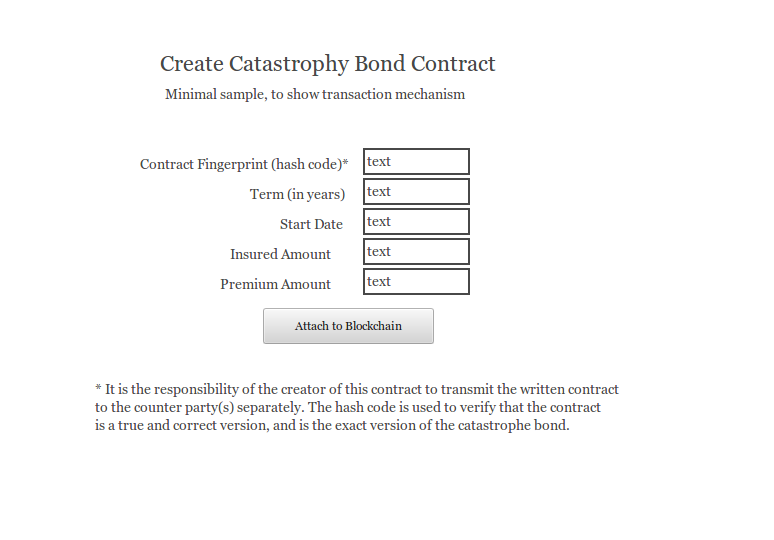 Create Catastrophy Bond Contract
Minimal sample, to show transaction mechanism
Contract Fingerprint (hash code)* text
Term (in years) text
Start Date text
Insured Amount text
Premium Amount text
Attach to Blockchain
* It is the responsibility of the creator of this contract to transmit the written contract
to the counter party(s) separately. The hash code is used to verify that the contract
is a true and correct version, and is the exact version of the catastrophe bond.